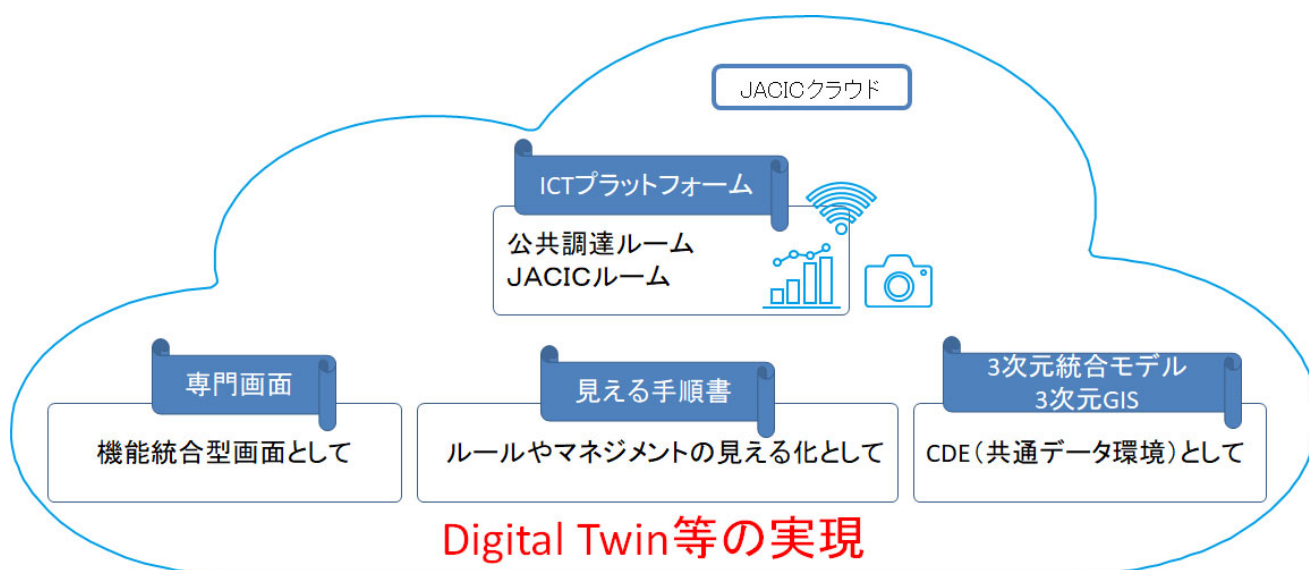 JACICクラウド
ICTプラットフォーム
公共調達ルーム
JACICルーム
専門画面
機能統合型画面として
見える手順書
ルールやマネジメントの見える化として
3次元統合モデル
3次元GIS
CDE（共通データ環境）として
Digital Twin等の実現